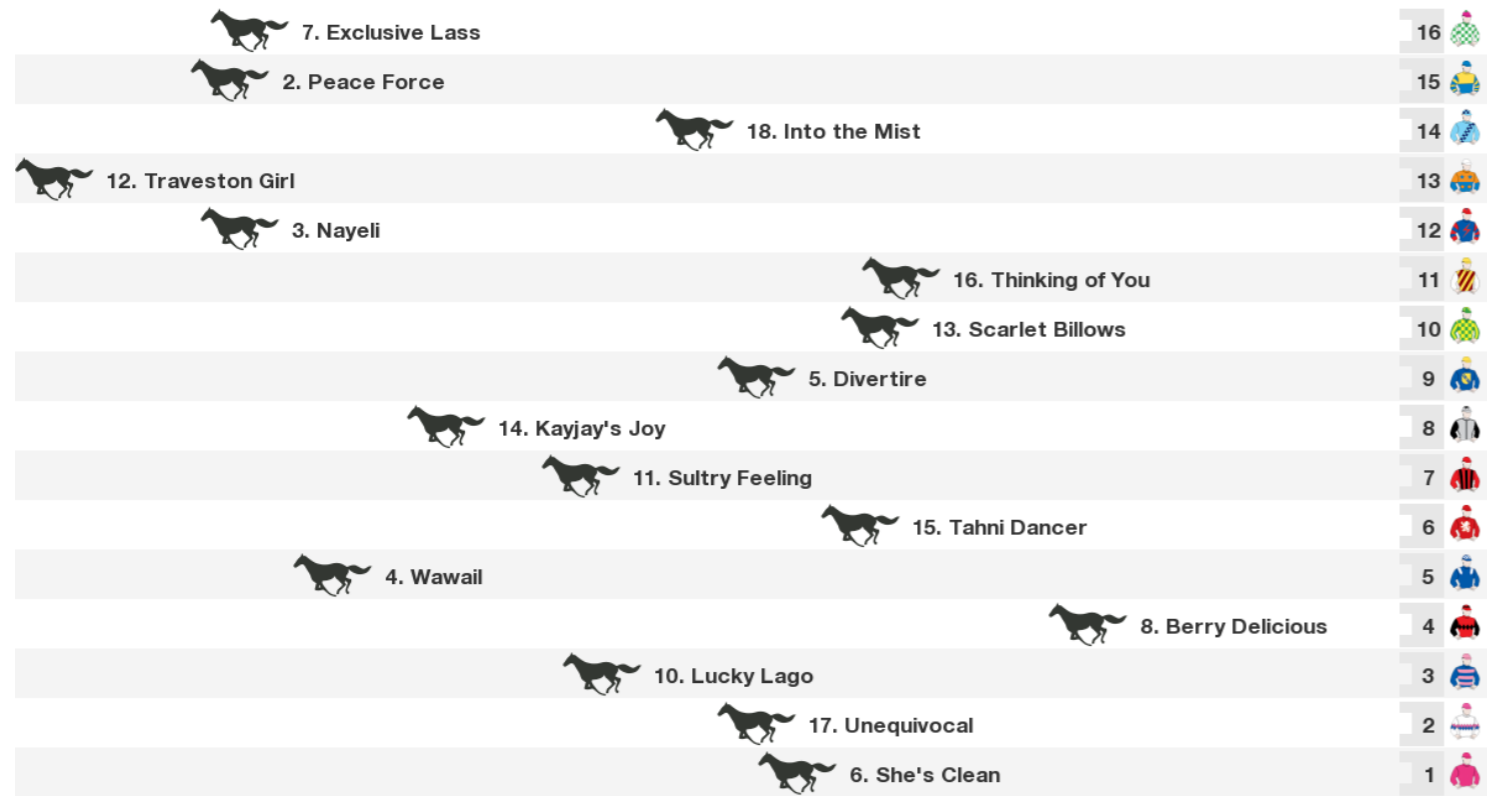 7. Exclusive Lass 16
2. Peace Force 15
18. Into the Mist 14
12. Traveston Girl 13
3. Nayeli 12
16. Thinking of You 11
13. Scarlet Billows 10
5. Divertire 9
14. Kayjay's Joy 8
11. Sultry Feeling 7
15. Tahni Dancer 6
4. Wawail 5
8. Berry Delicious 4
10. Lucky Lago 3
17. Unequivocal 2
6. She's Clean 1